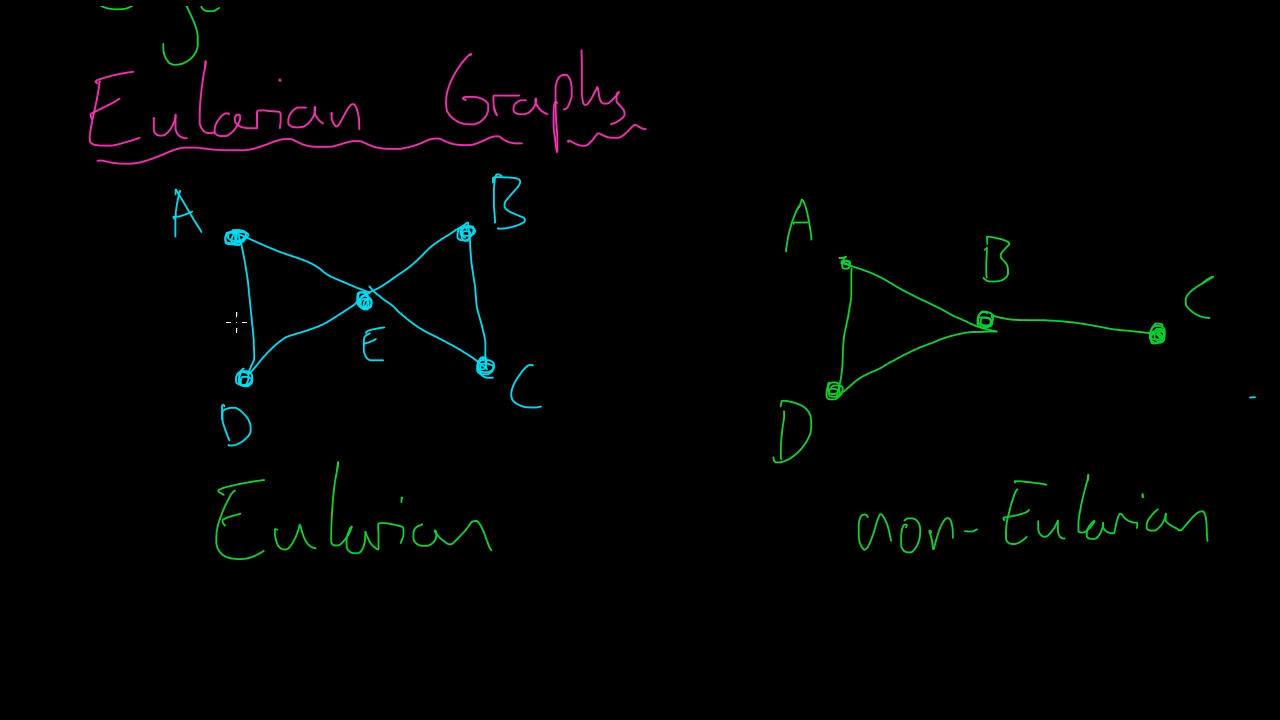 Eularian Graphs
A B
E
D C
A B C
D
Eularian
non-Eularian